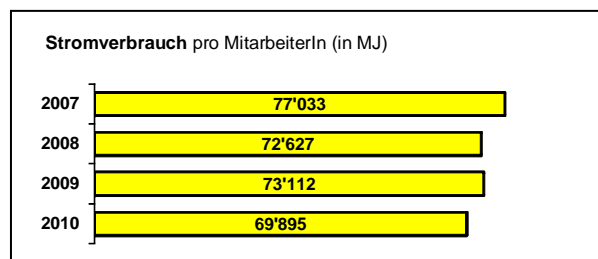 Stromverbrauch pro MitarbeiterIn (in MJ)
2007 77'033
2008 72'627
2009 73'112
2010 69'895